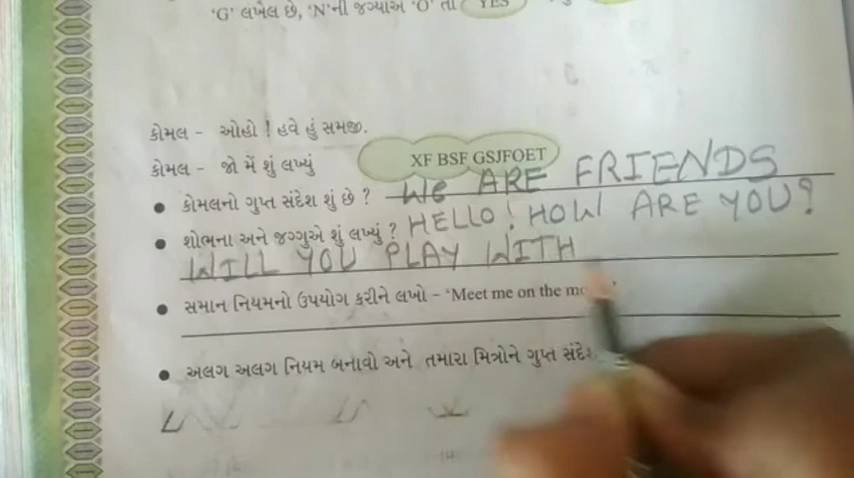 'G' લખેલ છે, 'N'ની જગ્યાએ 'O' તો YES
કોમલ - ઓહો ! હવે હું સમજી.
કોમલ - જો મેં શું લખ્યું XF BSF GSJFOET
• કોમલનો ગુપ્ત સંદેશ શું છે ? We ARE FRIENDS
• શોભના અને જગ્ગુએ શું લખ્યું ? HELLO! HOW ARE YOU?
WILL YOU PLAY WITH
• સમાન નિયમનો ઉપયોગ કરીને લખો - 'Meet me on the
• અલગ અલગ નિયમ બનાવો અને તમારા મિત્રોને ગુપ્ત